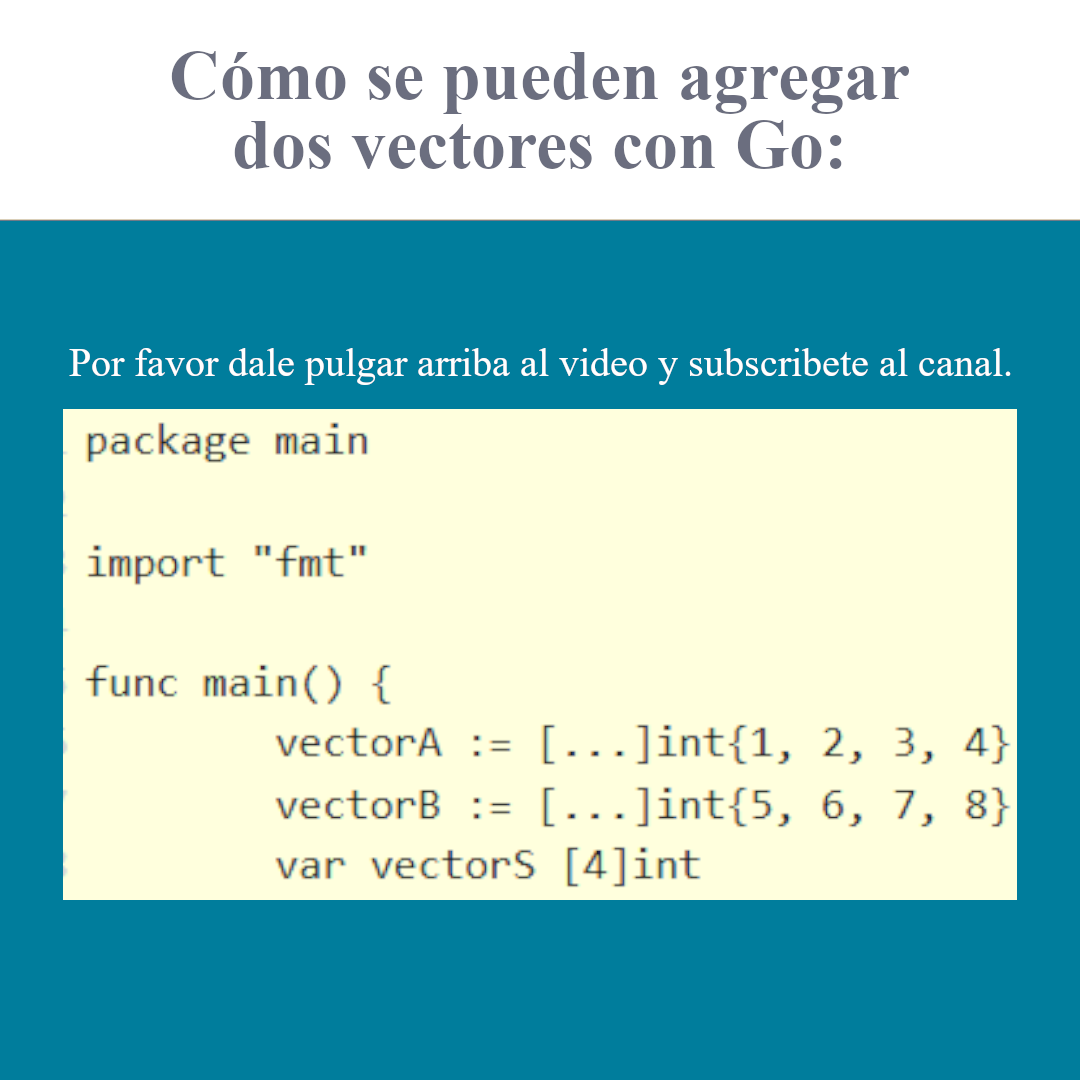 Cómo se pueden agregar
dos vectores con Go:
Por favor dale pulgar arriba al video y subscribete al canal.
package main
import "fmt"
func main() {
vectorA := [...]int{1, 2, 3, 4}
vectorB := [...]int{5, 6, 7, 8}
var vectorS [4]int